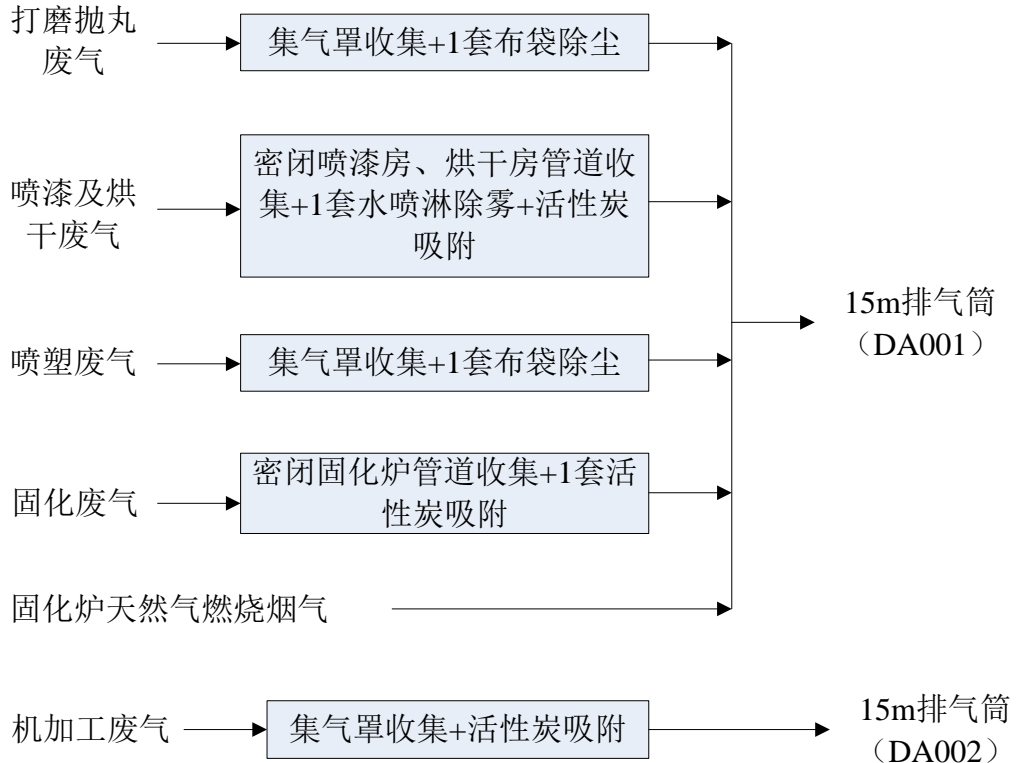 打磨抛丸
废气
集气罩收集+1套布袋除尘
喷漆及烘
干废气
密闭喷漆房、烘干房管道收
集+1套水喷淋除雾+活性炭
吸附
15m排气筒
（DA001）
喷塑废气
集气罩收集+1套布袋除尘
固化废气
密闭固化炉管道收集+1套活
性炭吸附
固化炉天然气燃烧烟气
机加工废气
集气罩收集+活性炭吸附
15m排气筒
（DA002）